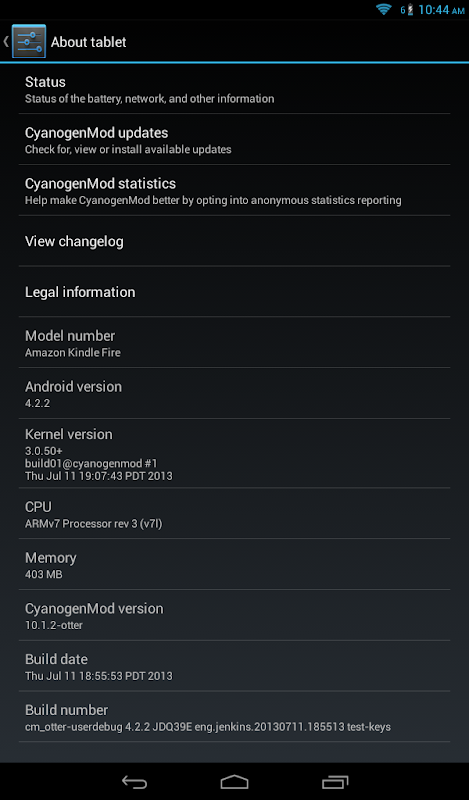 6 10:44 AM
About tablet
Status
Status of the battery, network, and other information
CyanogenMod updates
Check for, view or install available updates
CyanogenMod statistics
Help make CyanogenMod better by opting into anonymous statistics reporting
View changelog
Legal information
Model number
Amazon Kindle Fire
Android version
4.2.2
Kernel version
3.0.50+
build01@cyanogenmod #1
Thu Jul 11 19:07:43 PDT 2013
CPU
ARMv7 Processor rev 3 (v7l)
Memory
403 MB
CyanogenMod version
10.1.2-otter
Build date
Thu Jul 11 18:55:53 PDT 2013
Build number
cm_otter-userdebug 4.2.2 JDQ39E eng.jenkins.20130711.185513 test-keys